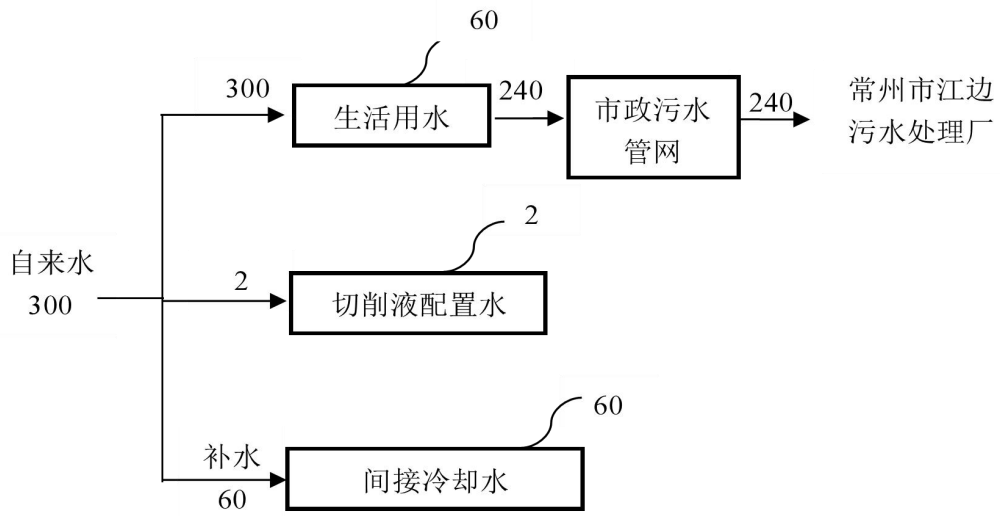 60
300
生活用水
240
市政污水
管网
240
常州市江边
污水处理厂
2
自来水
300
2
切削液配置水
60
补水
60
间接冷却水